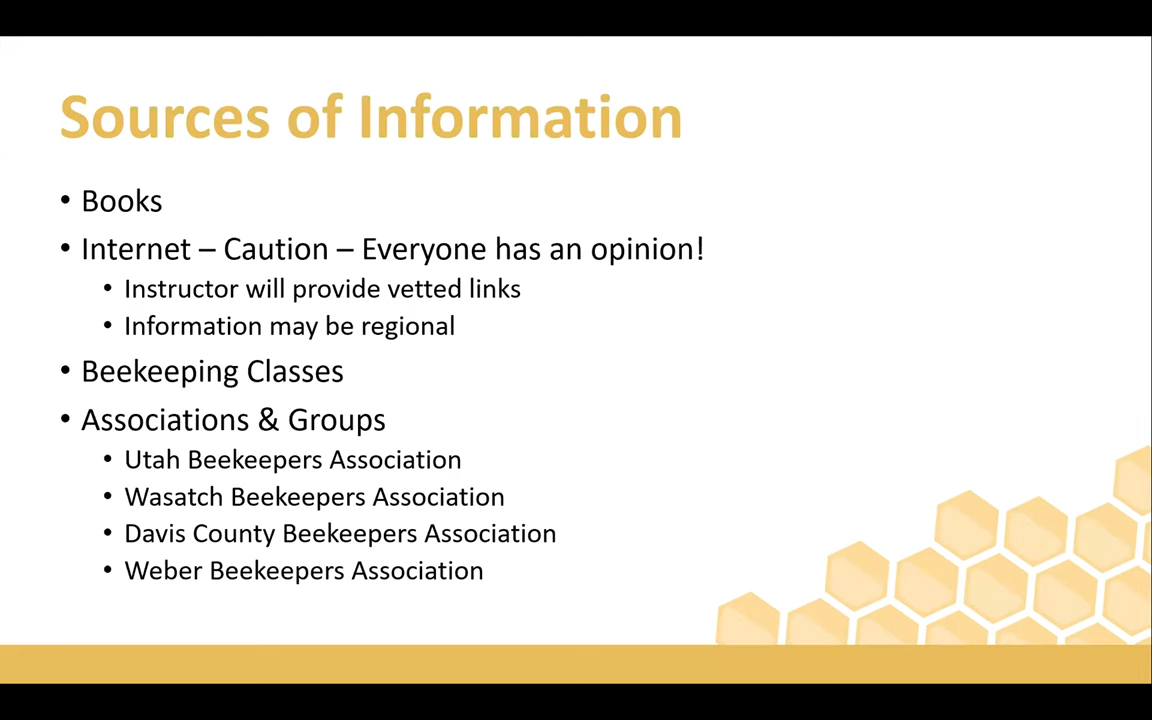 Sources of Information
• Books
• Internet – Caution – Everyone has an opinion!
• Instructor will provide vetted links
• Information may be regional
• Beekeeping Classes
• Associations & Groups
• Utah Beekeepers Association
• Wasatch Beekeepers Association
• Davis County Beekeepers Association
• Weber Beekeepers Association